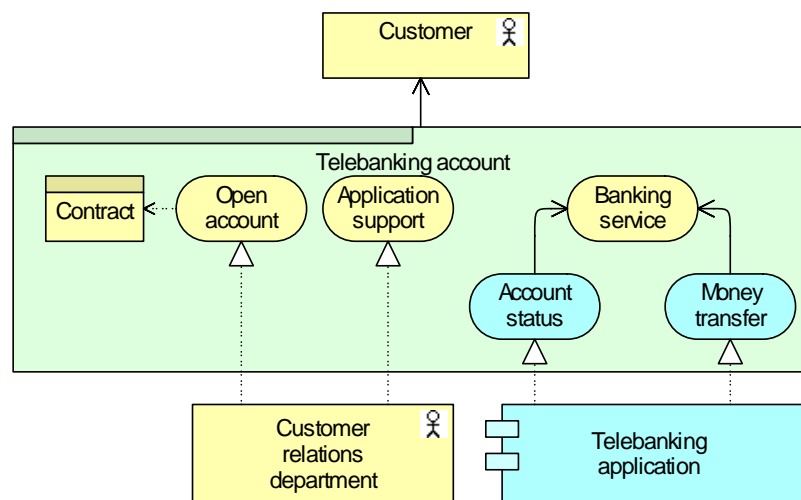 Customer
Telebanking account
Contract
Open
account
Application
support
Banking
service
Account
status
Money
transfer
Customer
relations
department
Telebanking
application